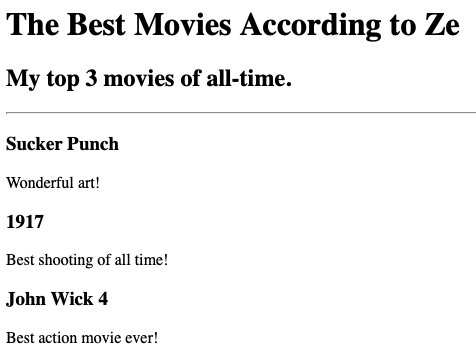 The Best Movies According to Ze
My top 3 movies of all-time.
Sucker Punch
Wonderful art!
1917
Best shooting of all time!
John Wick 4
Best action movie ever!